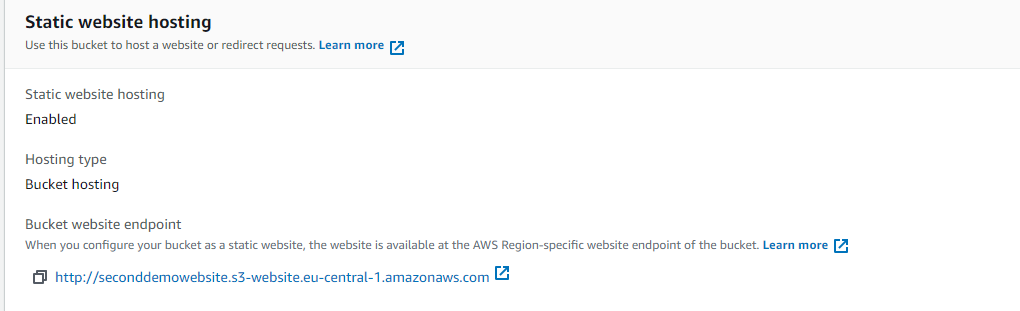 Static website hosting
Use this bucket to host a website or redirect requests. Learn more
Static website hosting
Enabled
Hosting type
Bucket hosting
Bucket website endpoint
When you configure your bucket as a static website, the website is available at the AWS Region-specific website endpoint of the bucket. Learn more
http://seconddemowebsite.s3-website.eu-central-1.amazonaws.com